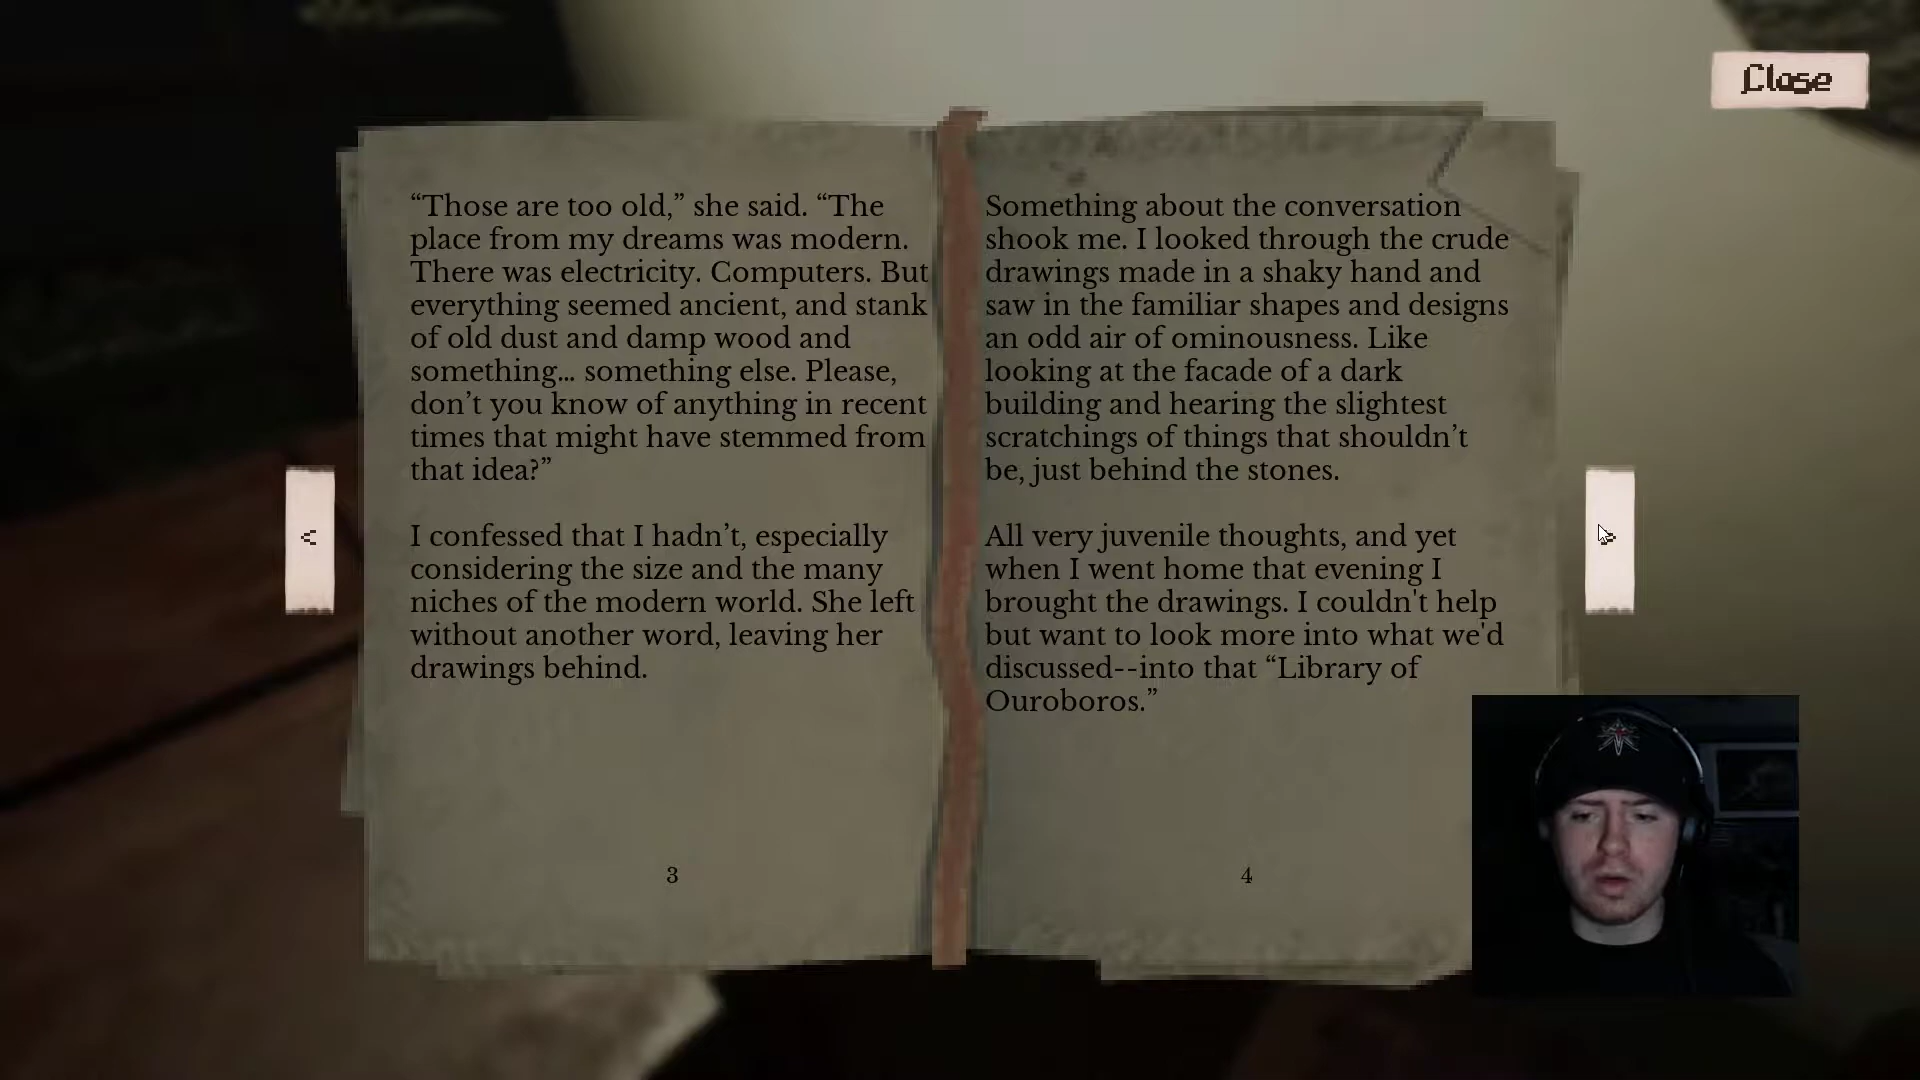 Close
“Those are too old,” she said. “The
place from my dreams was modern.
There was electricity. Computers. But
everything seemed ancient, and stank
of old dust and damp wood and
something... something else. Please,
don’t you know of anything in recent
times that might have stemmed from
that idea?”
I confessed that I hadn’t, especially
considering the size and the many
niches of the modern world. She left
without another word, leaving her
drawings behind.
3
Something about the conversation
shook me. I looked through the crude
drawings made in a shaky hand and
saw in the familiar shapes and designs
an odd air of ominousness. Like
looking at the facade of a dark
building and hearing the slightest
scratchings of things that shouldn’t
be, just behind the stones.
All very juvenile thoughts, and yet
when I went home that evening I
brought the drawings. I couldn't help
but want to look more into what we'd
discussed--into that “Library of
Ouroboros.”
4
<
>